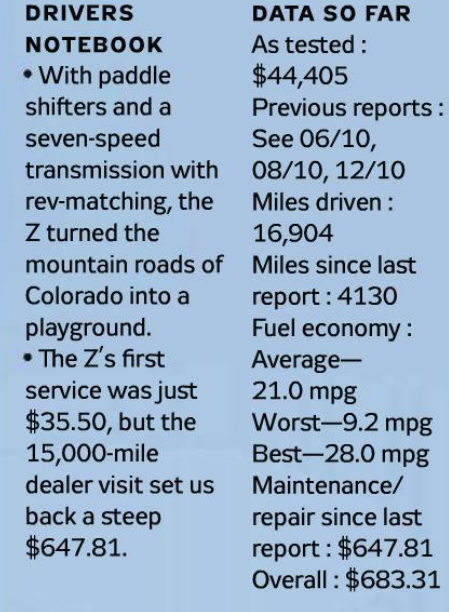 DRIVERS
NOTEBOOK
• With paddle
shifters and a
seven-speed
transmission with
rev-matching, the
Z turned the
mountain roads of
Colorado into a
playground.
• The Z's first
service was just
$35.50, but the
15,000-mile
dealer visit set us
back a steep
$647.81.
DATA SO FAR
As tested :
$44,405
Previous reports :
See 06/10,
08/10, 12/10
Miles driven :
16,904
Miles since last
report : 4130
Fuel economy :
Average—
21.0 mpg
Worst—9.2 mpg
Best—28.0 mpg
Maintenance/
repair since last
report : $647.81
Overall : $683.31